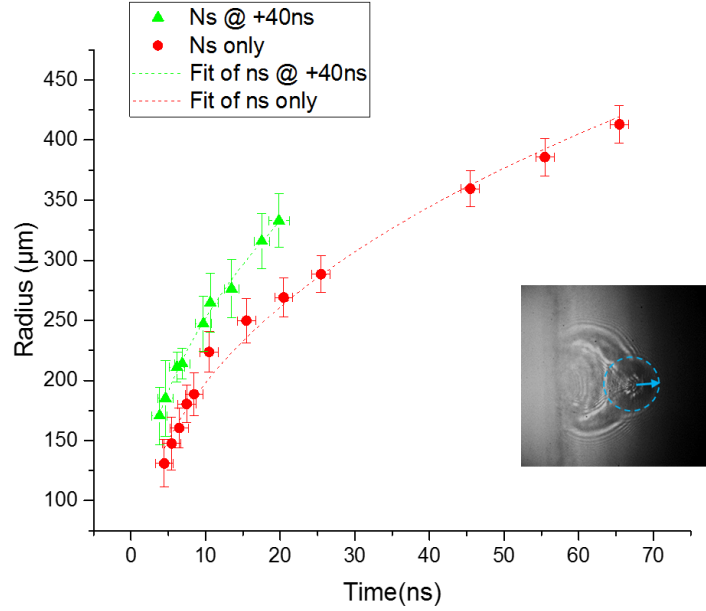 Ns @ +40ns
Ns only
Fit of ns @ +40ns
Fit of ns only
450
400
350
300
250
200
150
100
Radius (μm)
0 10 20 30 40 50 60 70
Time(ns)